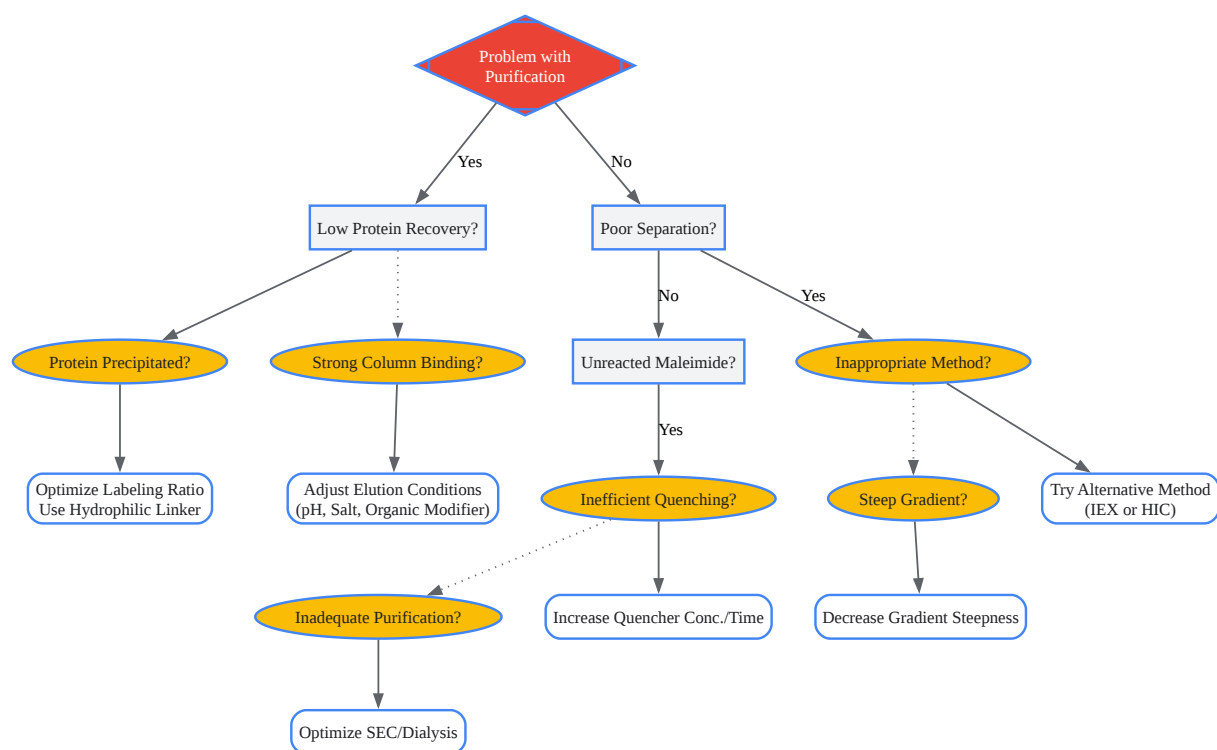 Problem with
Purification
Yes
No
Low Protein Recovery?
Poor Separation?
No
Yes
Protein Precipitated?
Strong Column Binding?
Unreacted Maleimide?
Inappropriate Method?
Yes
Optimize Labeling Ratio
Use Hydrophilic Linker
Adjust Elution Conditions
(pH, Salt, Organic Modifier)
Inefficient Quenching?
Steep Gradient?
Try Alternative Method
(IEX or HIC)
Inadequate Purification?
Increase Quencher Conc./Time
Decrease Gradient Steepness
Optimize SEC/Dialysis